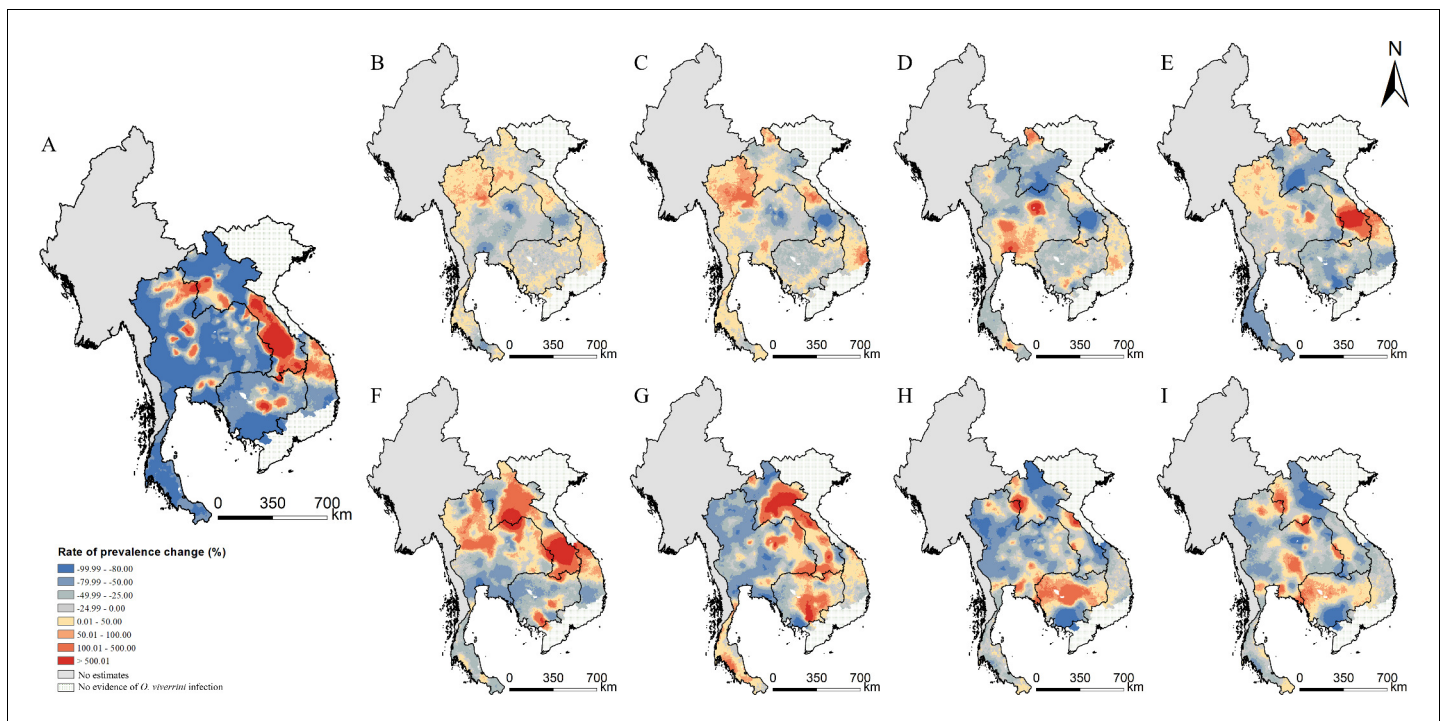 N
A
B
C
D
E
0 350 700
km
0 350 700
km
0 350 700
km
0 350 700
km
0 350 700
km
F
G
H
I
0 350 700
km
0 350 700
km
0 350 700
km
0 350 700
km
Rate of prevalence change (%)
-99.99 - -80.00
-79.99 - -50.00
-49.99 - -25.00
-24.99 - 0.00
0.01 - 50.00
50.01 - 100.00
100.01 - 500.00
> 500.01
No estimates
No evidence of O. viverrini infection